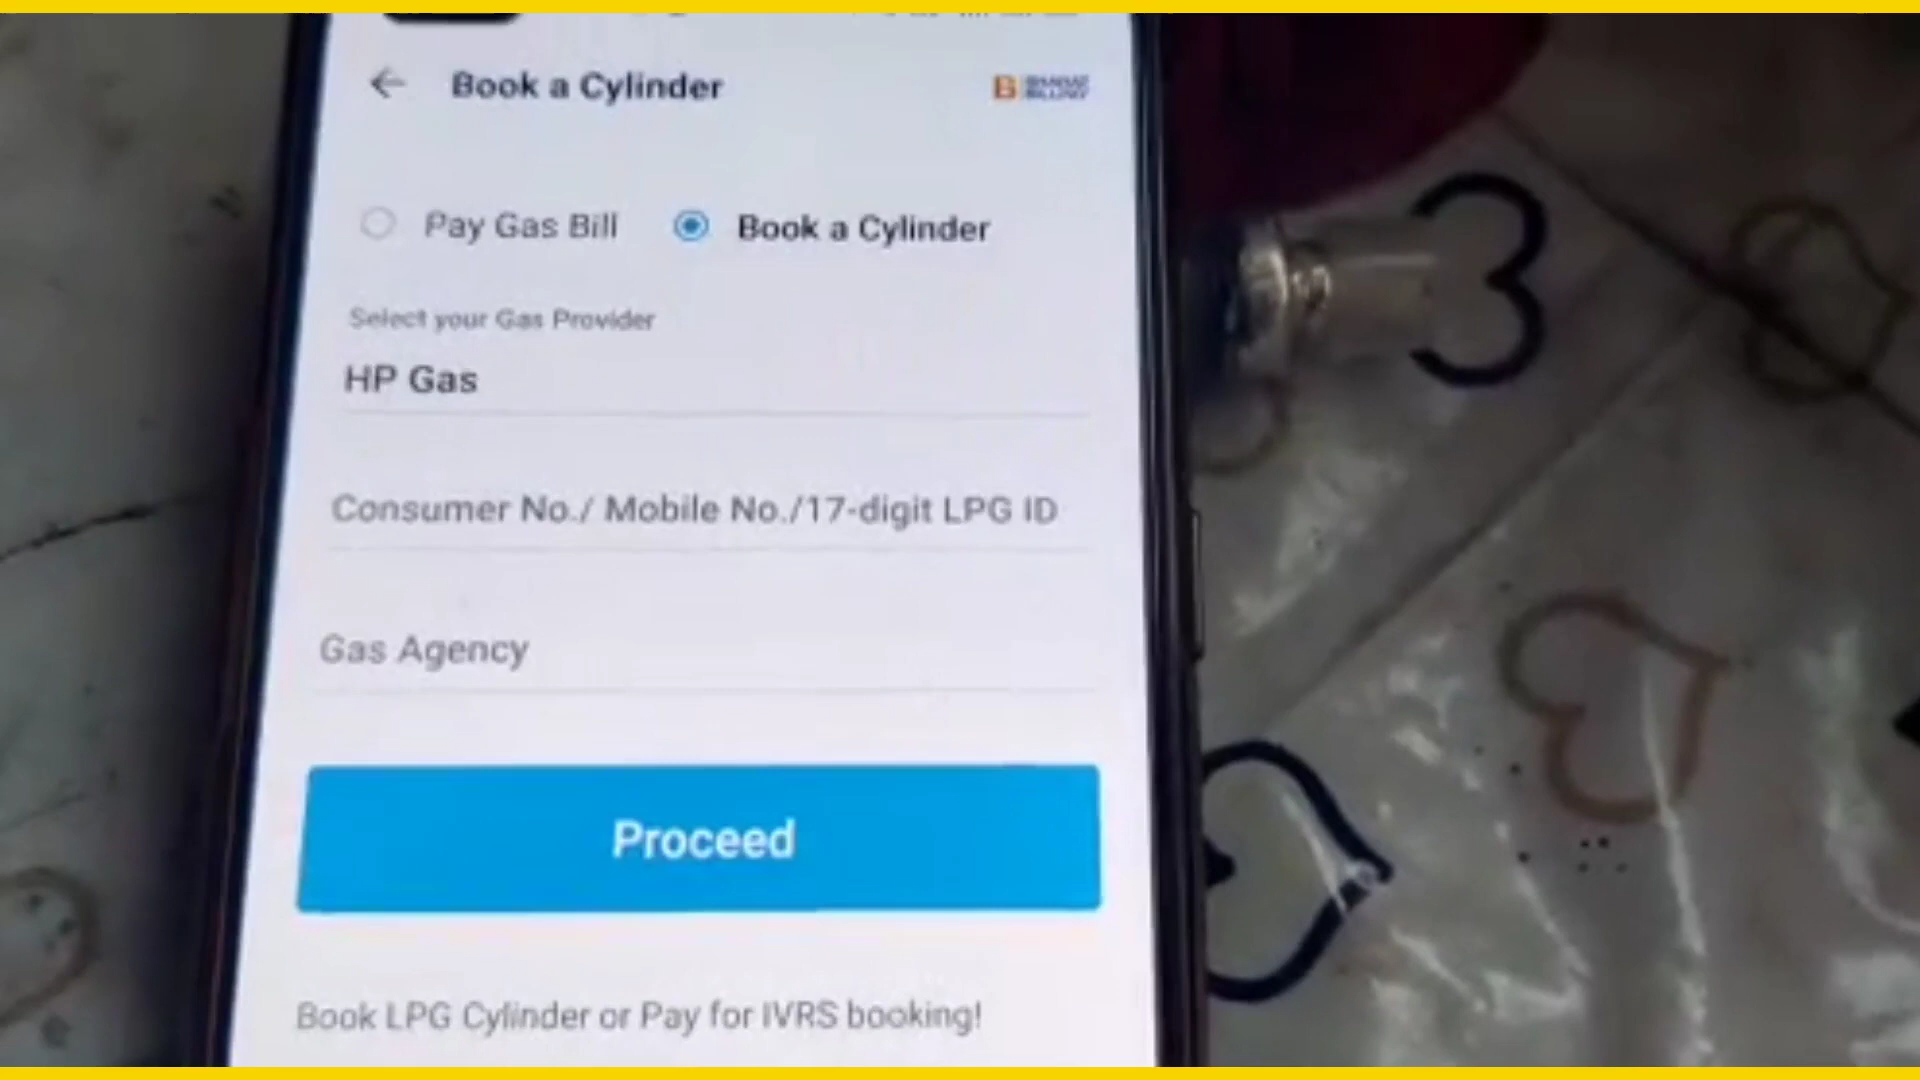 Book a Cylinder
B
Pay Gas Bill
Book a Cylinder
Select your Gas Provider
HP Gas
Consumer No./ Mobile No./17-digit LPG ID
Gas Agency
Proceed
Book LPG Cylinder or Pay for IVRS booking!